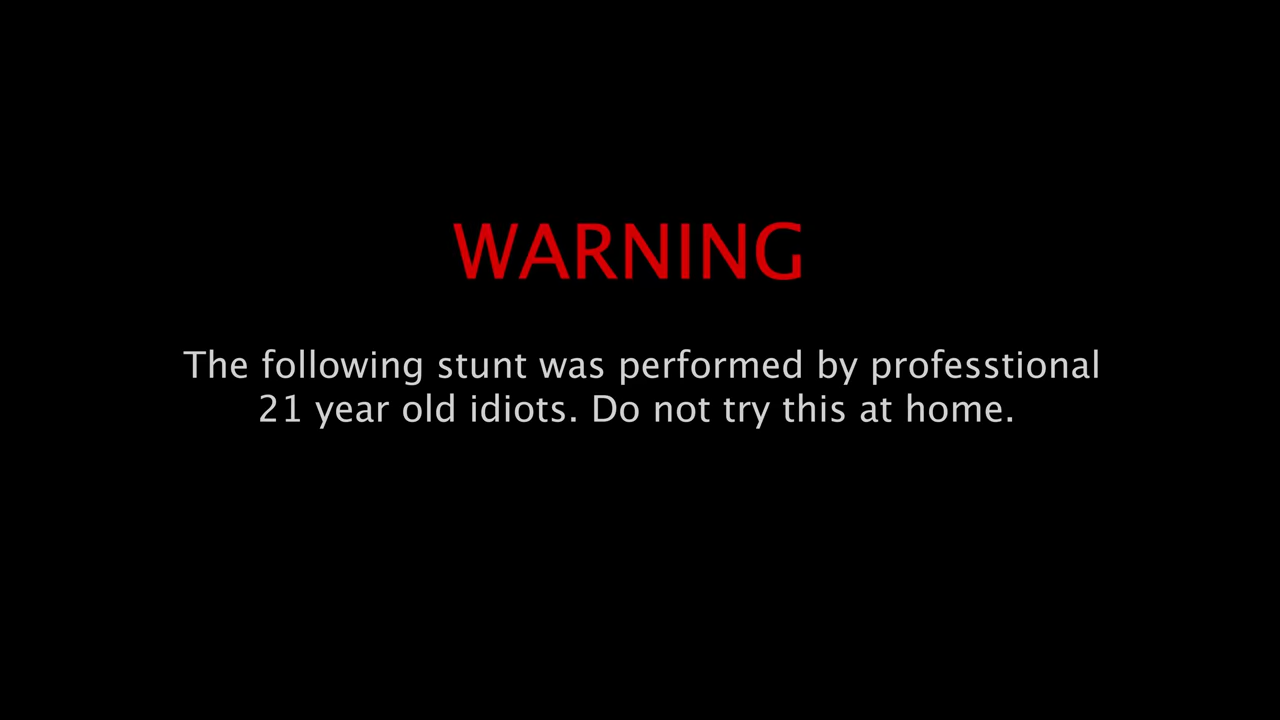 WARNING
The following stunt was performed by professtional
21 year old idiots. Do not try this at home.